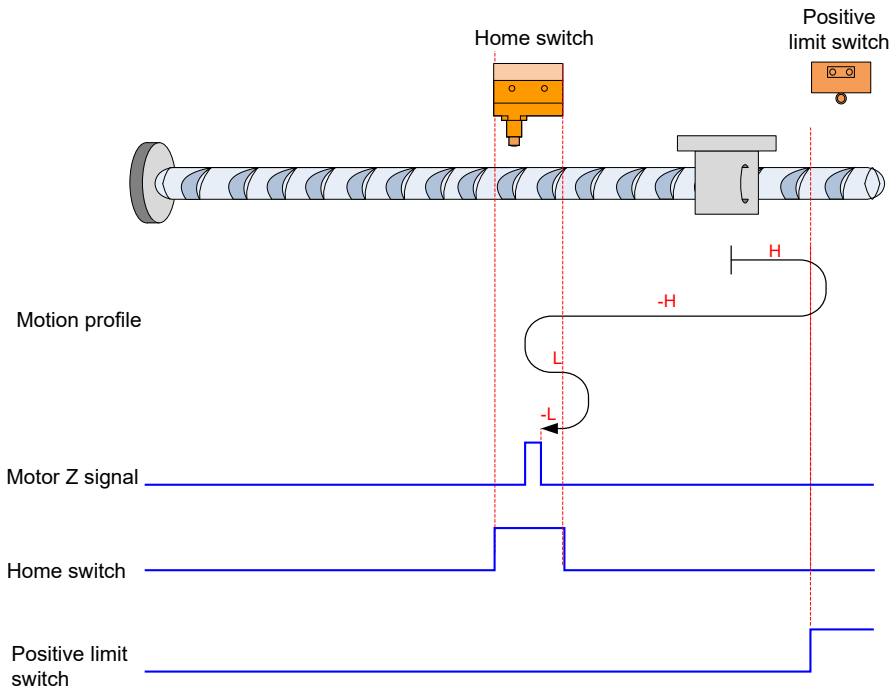 Positive
limit switch
Home switch
H
-H
Motion profile
L
-L
Motor Z signal
Home switch
Positive limit
switch